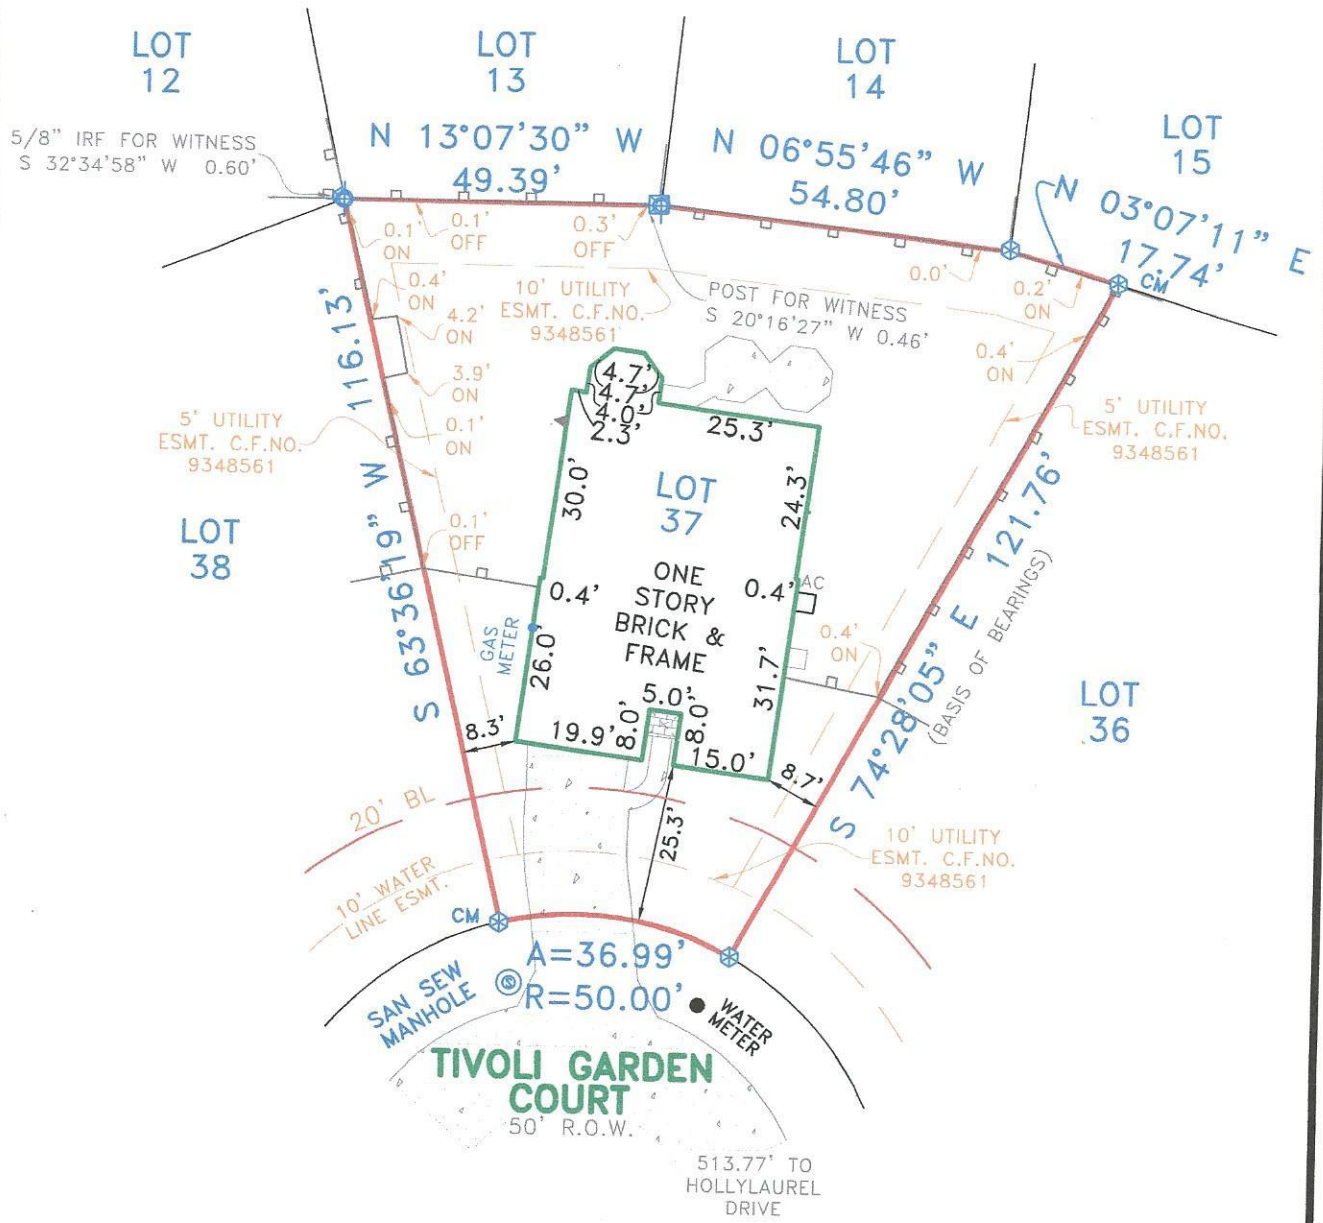 LOT
12
LOT
13
LOT
14
LOT
15
5/8" IRF FOR WITNESS
S 32°34'58" W 0.60'
N 13°07'30" W
49.39'
N 06°55'46" W
54.80'
N 03°07'11" E
17.74'
CM
0.1'
ON
0.1'
OFF
0.3'
OFF
0.0'
0.2'
ON
0.4'
ON
10' UTILITY
ESMT. C.F.NO.
9348561
POST FOR WITNESS
S 20°16'27" W 0.46'
4.2'
ON
3.9'
ON
0.4'
ON
116.13'
S 63°36'19" W
5' UTILITY
ESMT. C.F.NO.
9348561
0.1'
ON
4.7'
4.7'
4.0'
2.3'
25.3'
5' UTILITY
ESMT. C.F.NO.
9348561
30.0'
24.3'
LOT
37
LOT
38
0.1'
OFF
121.76'
S 74°28'05" E
(BASIS OF BEARINGS)
ONE
STORY
BRICK &
FRAME
0.4'
0.4'
AC
GAS
METER
26.0'
31.7'
0.4'
ON
LOT
36
5.0'
8.0'
8.0'
8.3'
19.9'
15.0'
8.7'
20' BL
25.3'
10' UTILITY
ESMT. C.F.NO.
9348561
10' WATER
LINE ESMT.
CM
A=36.99'
R=50.00'
SAN SEW
MANHOLE
S
WATER
METER
TIVOLI GARDEN
COURT
50' R.O.W.
513.77' TO
HOLLYLAUREL
DRIVE